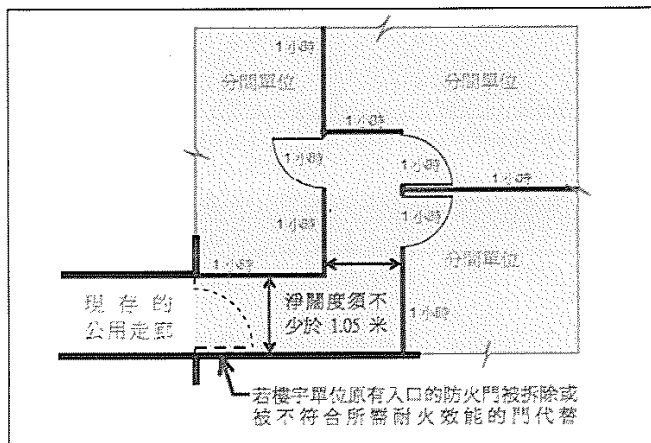 1小時
1小時
分間單位
分間單位
1小時
1小時
1小時
1小時
1小時
1小時
分間單位
1小時
現存的
公用走廊
淨闊度須不
少於 1.05 米
1小時
若樓宇單位原有入口的防火門被拆除或
被不符合所需耐火效能的門代替